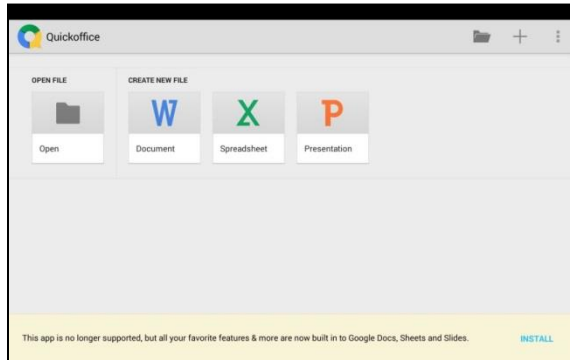 Quickoffice
OPEN FILE
CREATE NEW FILE
W
X
P
Open
Document
Spreadsheet
Presentation
This app is no longer supported, but all your favorite features & more are now built in to Google Docs, Sheets and Slides.
INSTALL